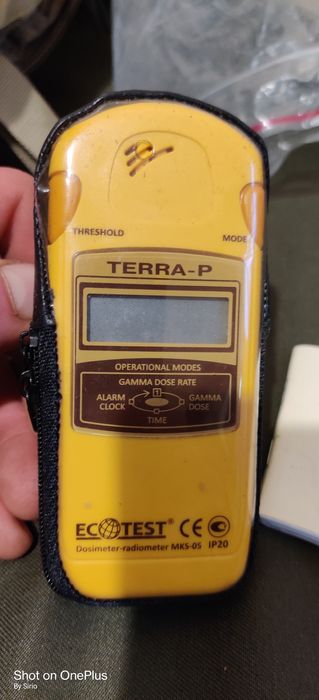 THRESHOLD MODE
TERRA-P
OPERATIONAL MODES
GAMMA DOSE RATE
1
ALARM CLOCK
GAMMA DOSE
TIME
ECOTEST® CE
Dosimeter-radiometer MKS-05 IP20
Shot on OnePlus
By Sirio